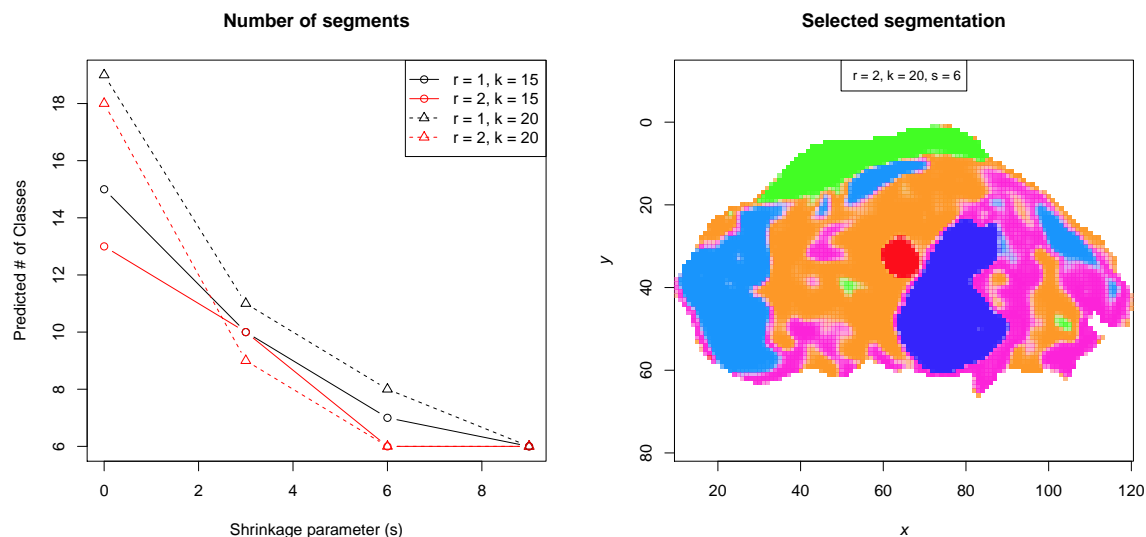 Number of segments
Predicted # of Classes
18
16
14
12
10
8
6
0 2 4 6 8
Shrinkage parameter (s)
r = 1, k = 15
r = 2, k = 15
r = 1, k = 20
r = 2, k = 20
Selected segmentation
r = 2, k = 20, s = 6
y
0
20
40
60
80
20 40 60 80 100 120
x